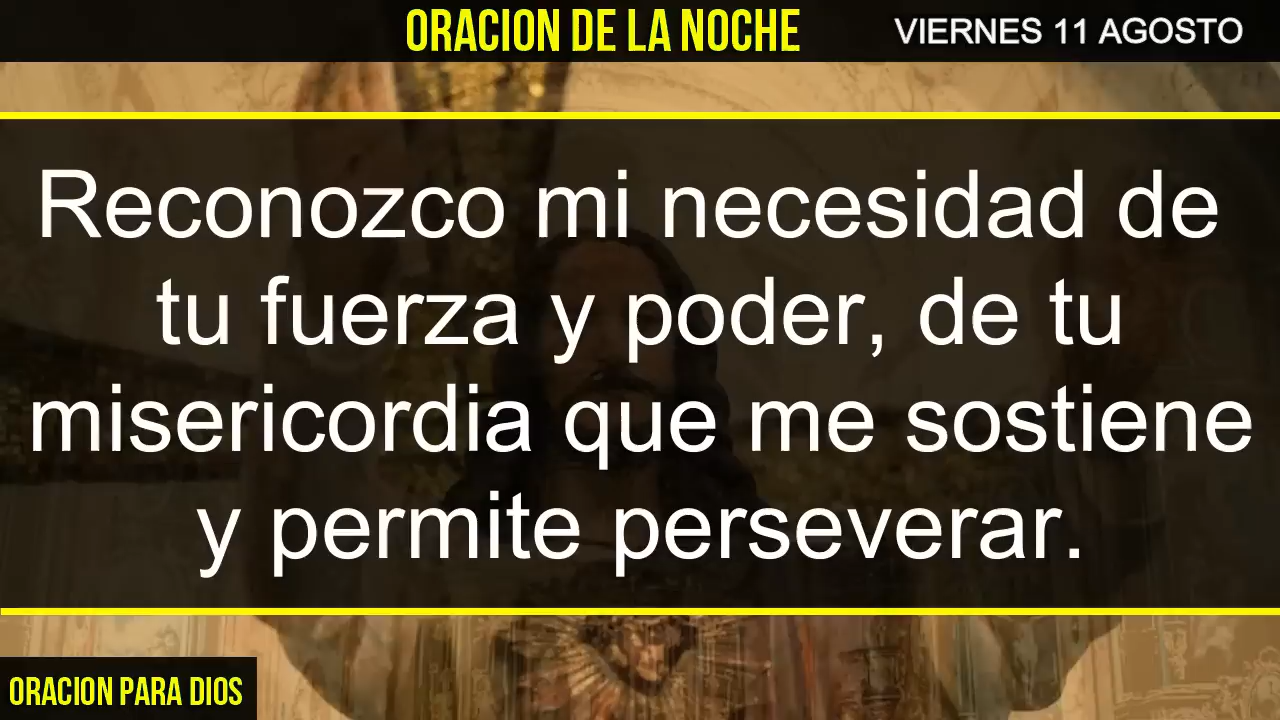 ORACION DE LA NOCHE
VIERNES 11 AGOSTO
Reconozco mi necesidad de
tu fuerza y poder, de tu
misericordia que me sostiene
y permite perseverar.
ORACION PARA DIOS